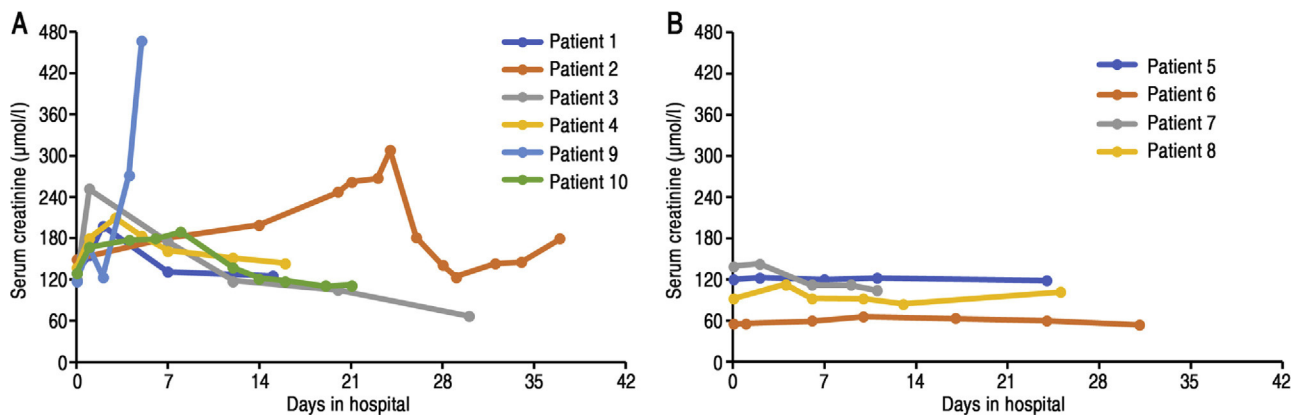 A
Serum creatinine (µmol/l)
480
420
360
300
240
180
120
60
0
0 7 14 21 28 35 42
Days in hospital
Patient 1
Patient 2
Patient 3
Patient 4
Patient 9
Patient 10
B
Serum creatinine (µmol/l)
480
420
360
300
240
180
120
60
0
0 7 14 21 28 35 42
Days in hospital
Patient 5
Patient 6
Patient 7
Patient 8